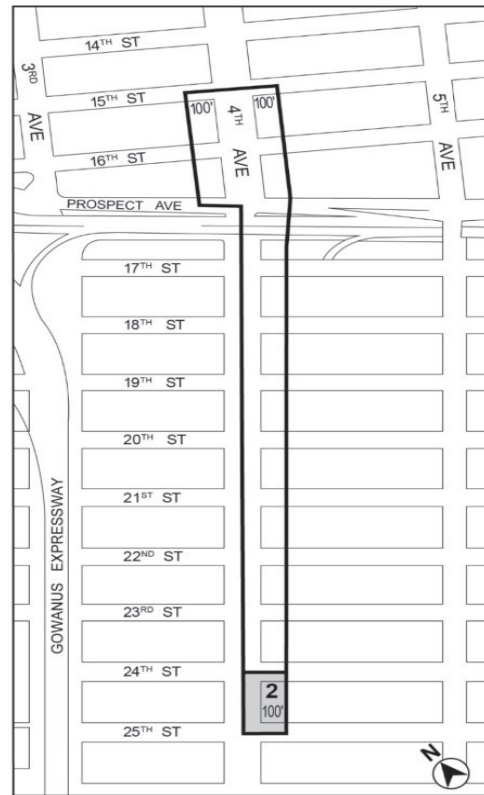 14TH ST
3RD AVE
15TH ST
100'
4TH AVE
100'
5TH AVE
16TH ST
PROSPECT AVE
17TH ST
18TH ST
19TH ST
20TH ST
21ST ST
GOWANUS EXPRESSWAY
22ND ST
23RD ST
24TH ST
2
100'
25TH ST
N